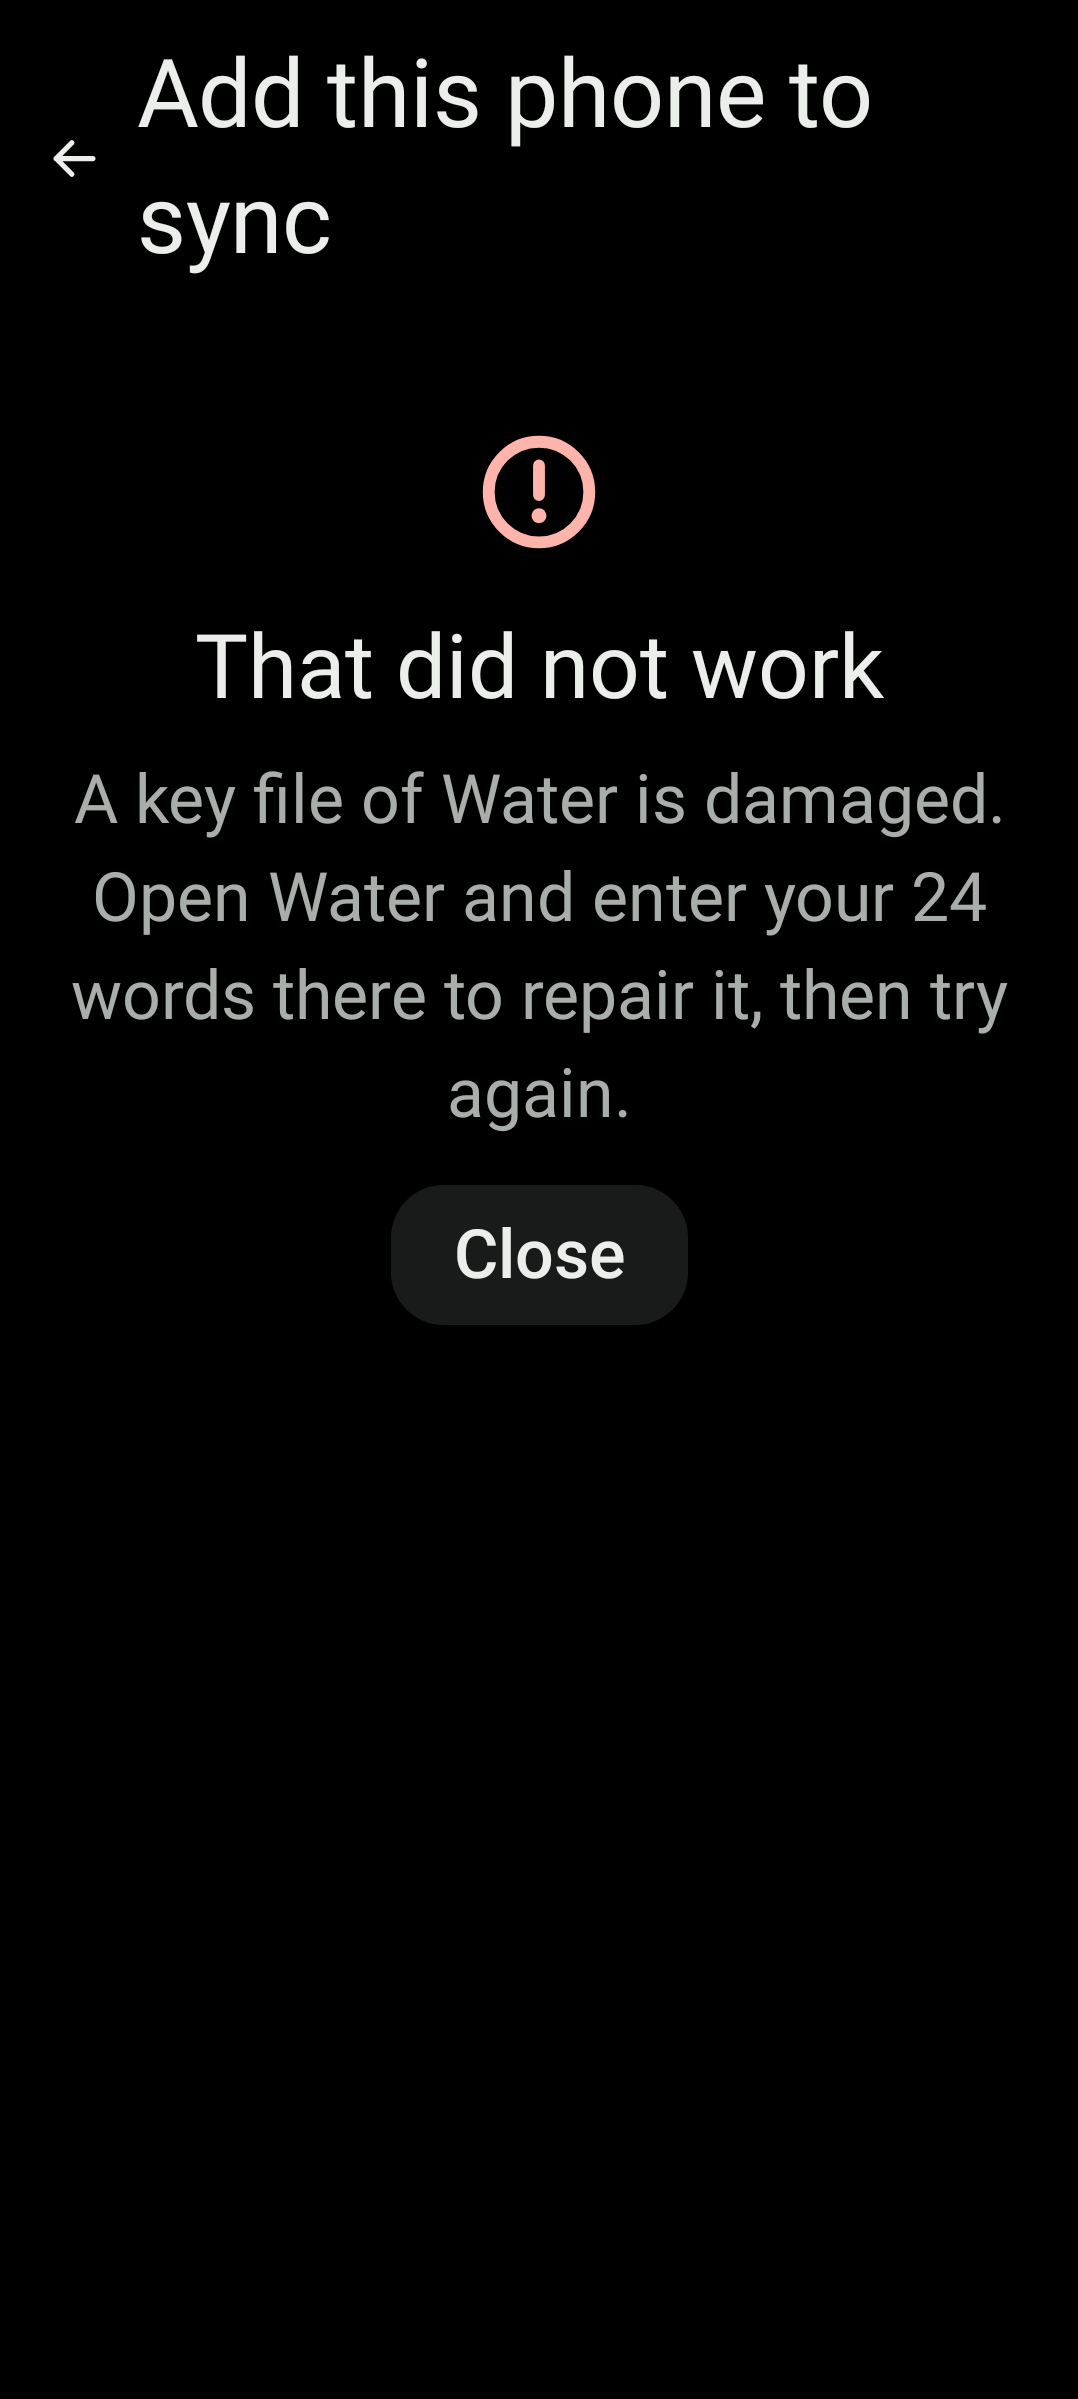 Add this phone to
sync
That did not work
A key file of Water is damaged.
Open Water and enter your 24
words there to repair it, then try
again.
Close